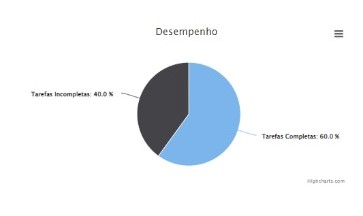 Desempenho
Tarefas Incompletas: 40.0 %
Tarefas Completas: 60.0 %
Highcharts.com